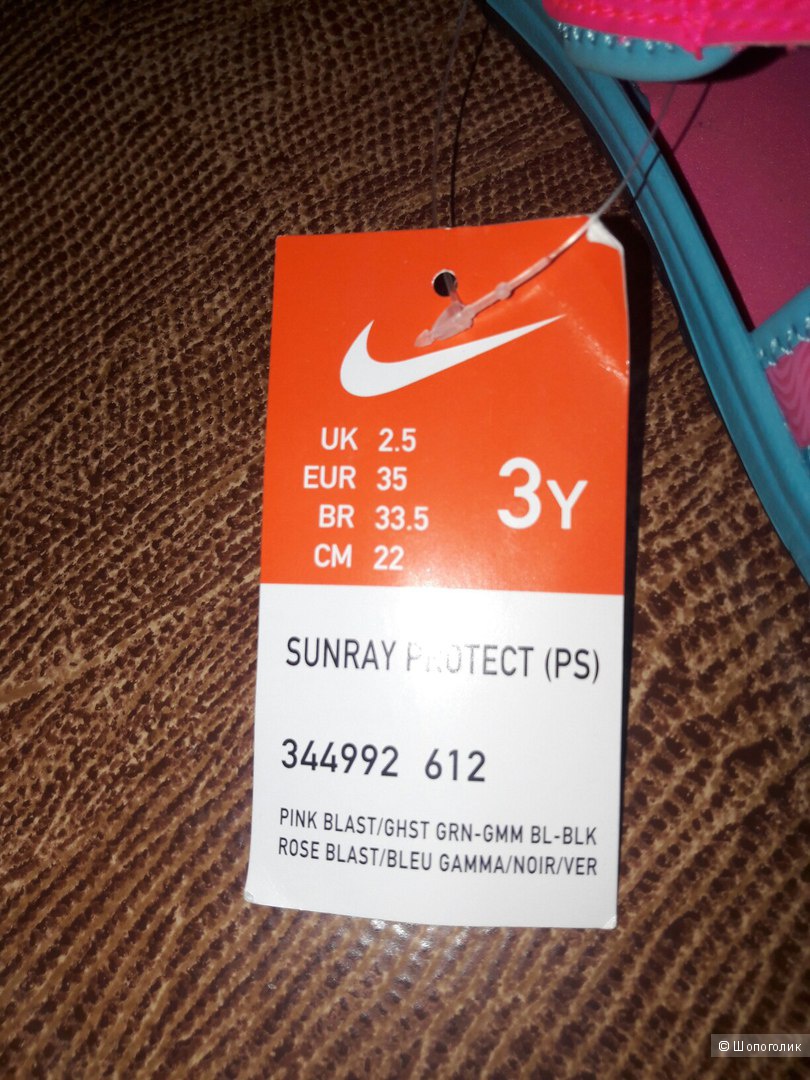 UK 2.5
EUR 35
BR 33.5
CM 22
3Y
SUNRAY PROTECT (PS)
344992 612
PINK BLAST/GHST GRN-GMM BL-BLK
ROSE BLAST/BLEU GAMMA/NOIR/VER
© Шопоголик